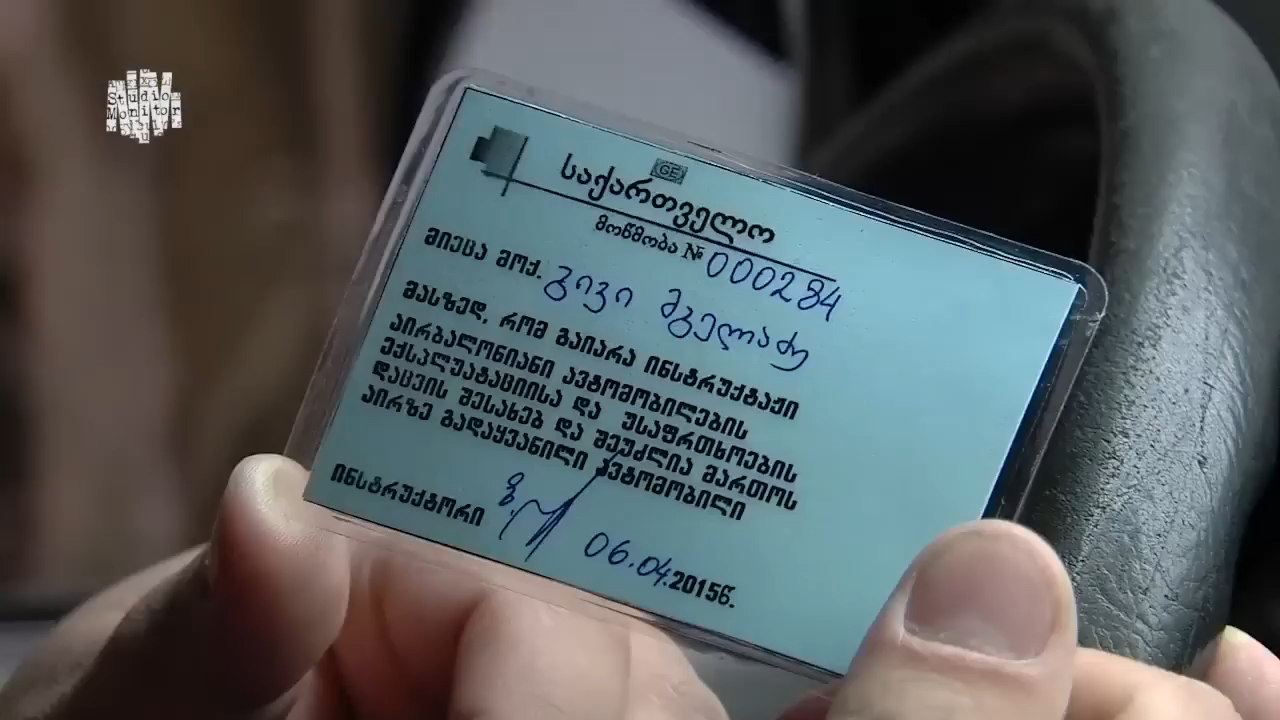 Studio
Monitor
GE
საქართველო
მოწმობა № 000284
მიეცა მოქ. გივი მგელაძე
მასზედ, რომ გაიარა ინსტრუქტაჟი
აირბალონიანი ავტომობილების
ექსპლუატაციისა და უსაფრთხოების
დაცვის შესახებ და შეუძლია მართოს
აირზე გადაყვანილი ავტომობილი
ინსტრუქტორი 06.04.2015წ.